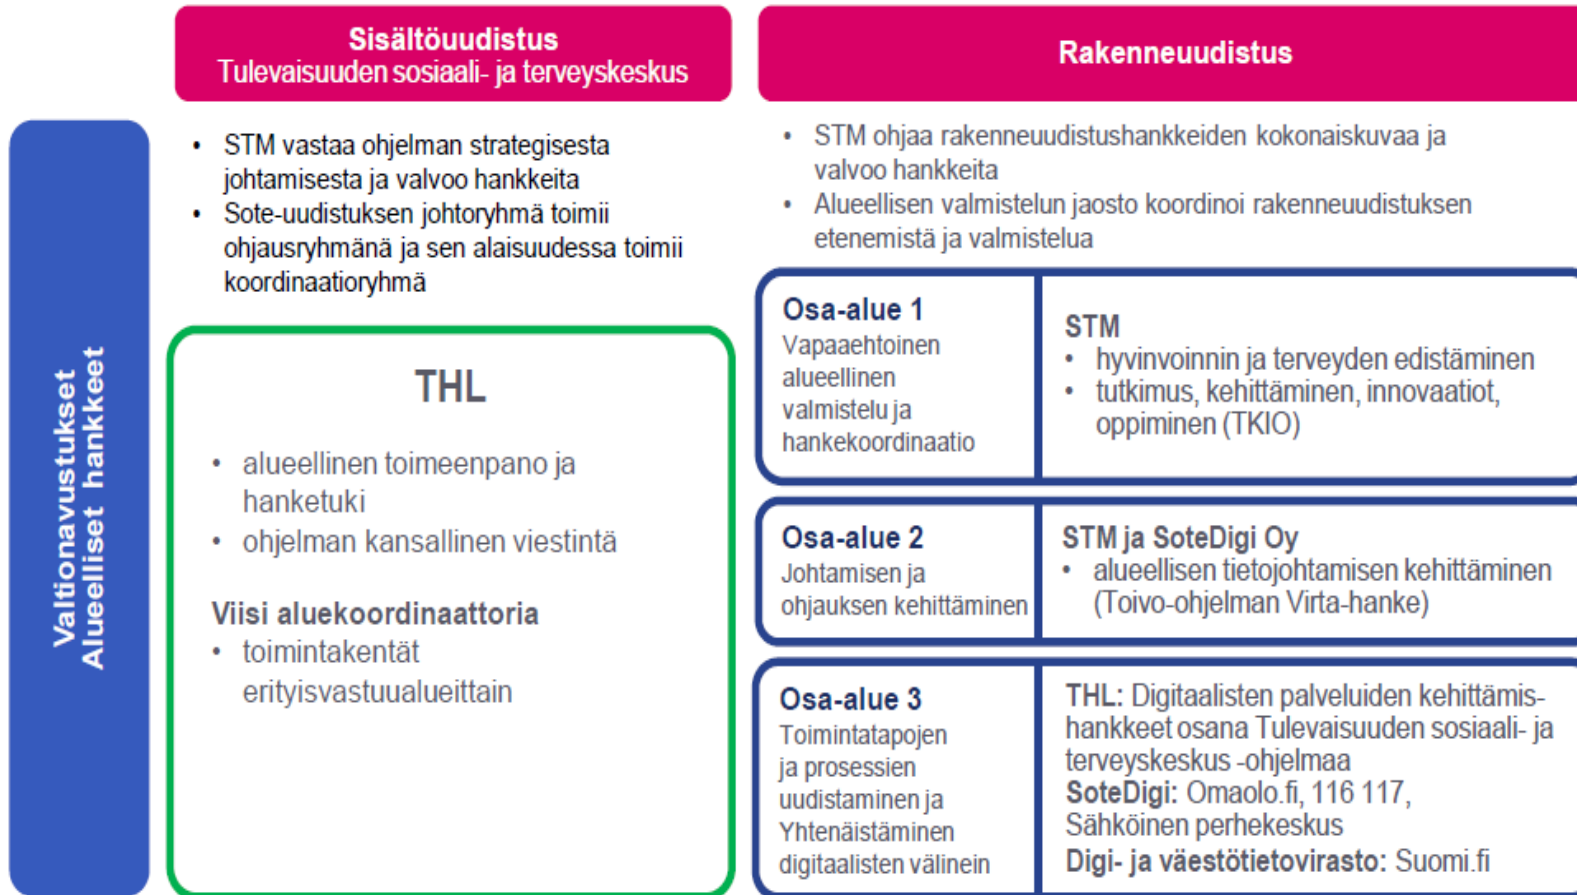 Valtionavustukset
Alueelliset hankkeet
Sisältöuudistus
Tulevaisuuden sosiaali- ja terveyskeskus
• STM vastaa ohjelman strategisesta
johtamisesta ja valvoo hankkeita
• Sote-uudistuksen johtoryhmä toimii
ohjausryhmänä ja sen alaisuudessa toimii
koordinaatioryhmä
THL
• alueellinen toimeenpano ja
hanketuki
• ohjelman kansallinen viestintä
Viisi aluekoordinaattoria
• toimintakentät
erityisvastuualueittain
Rakenneuudistus
• STM ohjaa rakenneuudistushankkeiden kokonaiskuvaa ja
valvoo hankkeita
• Alueellisen valmistelun jaosto koordinoi rakenneuudistuksen
etenemistä ja valmistelua
Osa-alue 1
Vapaaehtoinen
alueellinen
valmistelu ja
hankekoordinaatio
STM
• hyvinvoinnin ja terveyden edistäminen
• tutkimus, kehittäminen, innovaatiot,
oppiminen (TKIO)
Osa-alue 2
Johtamisen ja
ohjauksen kehittäminen
STM ja SoteDigi Oy
• alueellisen tietojohtamisen kehittäminen
(Toivo-ohjelman Virta-hanke)
Osa-alue 3
Toimintatapojen
ja prosessien
uudistaminen ja
Yhtenäistäminen
digitaalisten välinein
THL: Digitaalisten palveluiden kehittämis-
hankkeet osana Tulevaisuuden sosiaali- ja
terveyskeskus -ohjelmaa
SoteDigi: Omaolo.fi, 116 117,
Sähköinen perhekeskus
Digi- ja väestötietovirasto: Suomi.fi